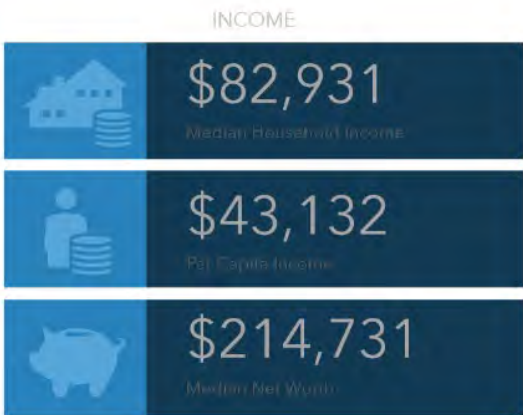 INCOME
$82,931
Median Household Income
$43,132
Per Capita Income
$214,731
Median Net Worth